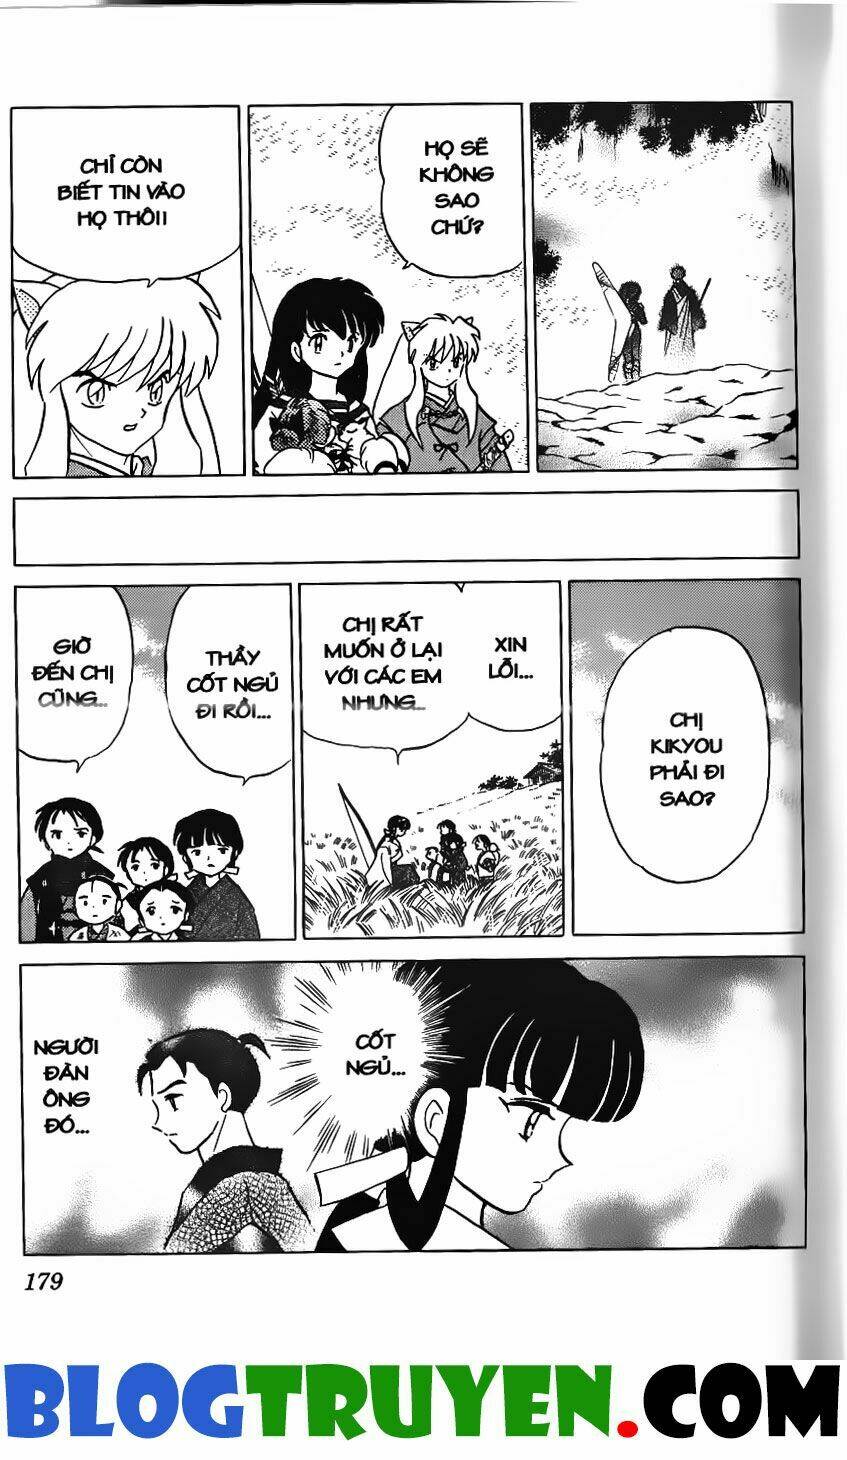 HỌ SẼ
KHÔNG
SAO
CHỨ?
CHỈ CÒN
BIẾT TIN VÀO
HỌ THÔI!
CHỊ
KIKYOU
PHẢI ĐI
SAO?
XIN
LỖI...
CHỊ RẤT
MUỐN Ở LẠI
VỚI CÁC EM
NHƯNG...
THẦY
CỐT NGỦ
ĐI RỒI...
GIỜ
ĐẾN CHỊ
CŨNG...
CỐT
NGỦ...
NGƯỜI
ĐÀN
ÔNG
ĐÓ...
179
BLOGTRUYEN.COM